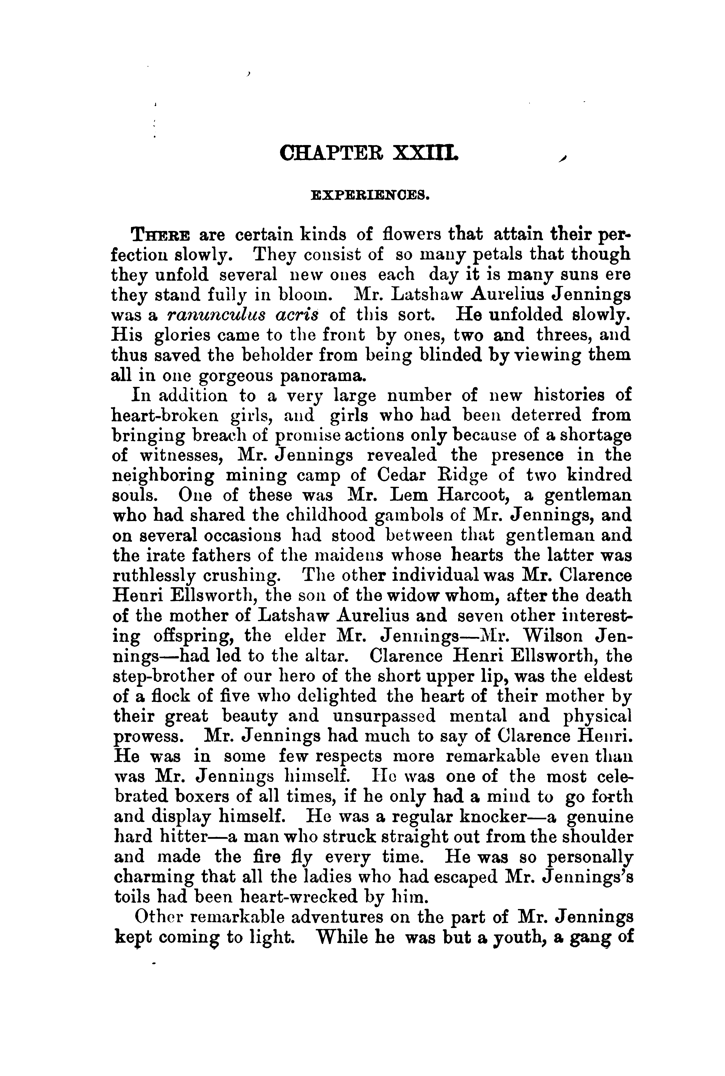 CHAPTER XXIII.
EXPERIENCES.
THERE are certain kinds of flowers that attain their per-
fection slowly. They consist of so many petals that though
they unfold several new ones each day it is many suns ere
they stand fully in bloom. Mr. Latshaw Aurelius Jennings
was a ranunculus acris of this sort. He unfolded slowly.
His glories came to the front by ones, two and threes, and
thus saved the beholder from being blinded by viewing them
all in one gorgeous panorama.
In addition to a very large number of new histories of
heart-broken girls, and girls who had been deterred from
bringing breach of promise actions only because of a shortage
of witnesses, Mr. Jennings revealed the presence in the
neighboring mining camp of Cedar Ridge of two kindred
souls. One of these was Mr. Lem Harcoot, a gentleman
who had shared the childhood gambols of Mr. Jennings, and
on several occasions had stood between that gentleman and
the irate fathers of the maidens whose hearts the latter was
ruthlessly crushing. The other individual was Mr. Clarence
Henri Ellsworth, the son of the widow whom, after the death
of the mother of Latshaw Aurelius and seven other interest-
ing offspring, the elder Mr. Jennings—Mr. Wilson Jen-
nings—had led to the altar. Clarence Henri Ellsworth, the
step-brother of our hero of the short upper lip, was the eldest
of a flock of five who delighted the heart of their mother by
their great beauty and unsurpassed mental and physical
prowess. Mr. Jennings had much to say of Clarence Henri.
He was in some few respects more remarkable even than
was Mr. Jennings himself. He was one of the most cele-
brated boxers of all times, if he only had a mind to go forth
and display himself. He was a regular knocker—a genuine
hard hitter—a man who struck straight out from the shoulder
and made the fire fly every time. He was so personally
charming that all the ladies who had escaped Mr. Jennings's
toils had been heart-wrecked by him.
Other remarkable adventures on the part of Mr. Jennings
kept coming to light. While he was but a youth, a gang of